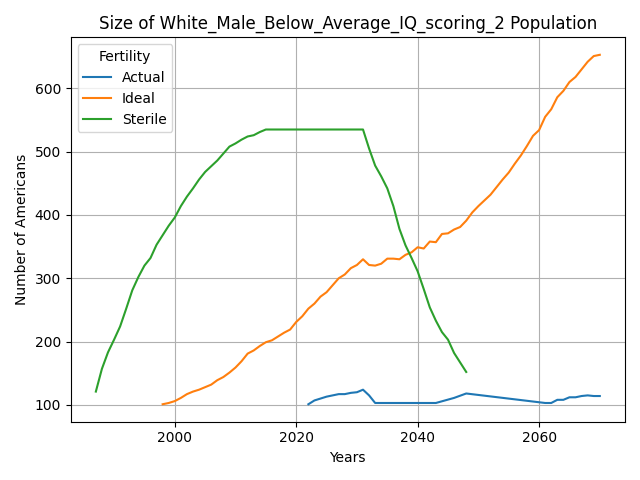 Size of White_Male_Below_Average_IQ_scoring_2 Population
Fertility
Actual
Ideal
Sterile
Number of Americans
600
500
400
300
200
100
2000
2020
2040
2060
Years